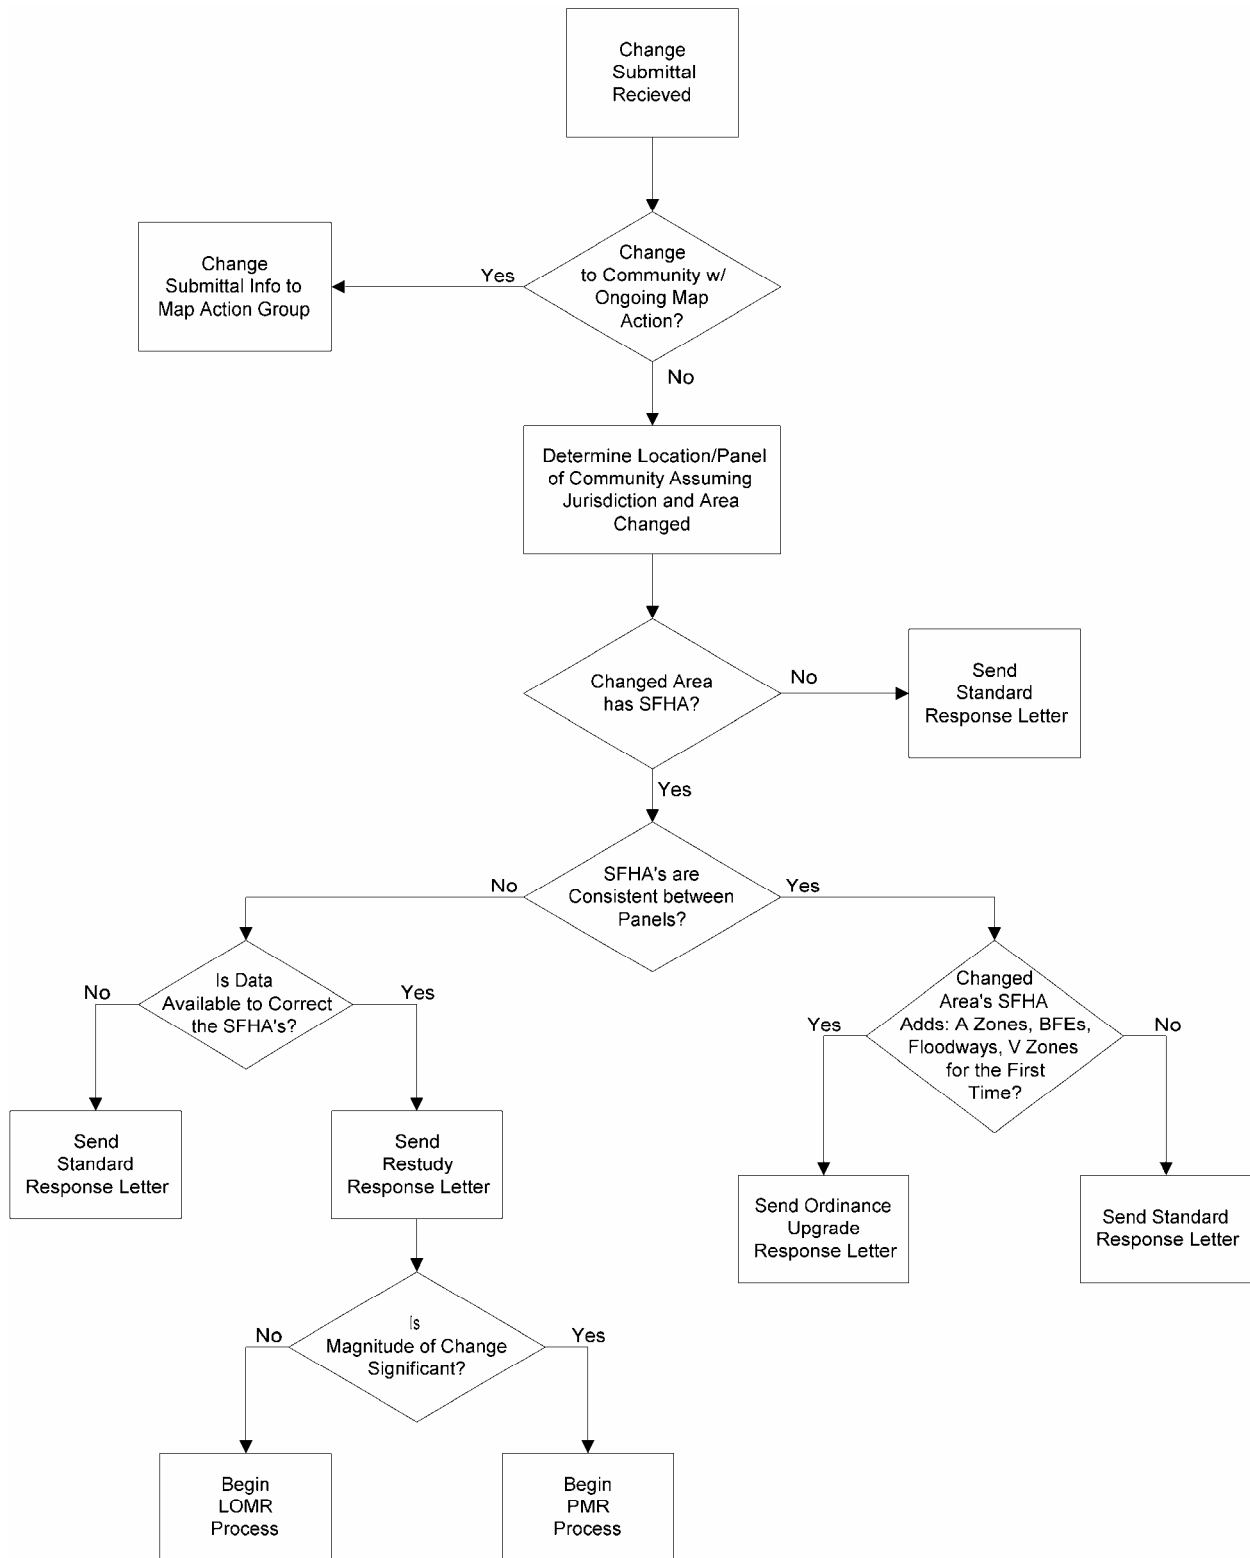 Change
Submittal
Recieved
Change
Submittal Info to
Map Action Group
Yes
Change
to Community w/
Ongoing Map
Action?
No
Determine Location/Panel
of Community Assuming
Jurisdiction and Area
Changed
Changed Area
has SFHA?
No
Send
Standard
Response Letter
Yes
No
SFHA's are
Consistent between
Panels?
Yes
No
Is Data
Available to Correct
the SFHA's?
Yes
Yes
Changed
Area's SFHA
Adds: A Zones, BFEs,
Floodways, V Zones
for the First
Time?
No
Send
Standard
Response Letter
Send
Restudy
Response Letter
Send Ordinance
Upgrade
Response Letter
Send Standard
Response Letter
No
Is
Magnitude of Change
Significant?
Yes
Begin
LOMR
Process
Begin
PMR
Process